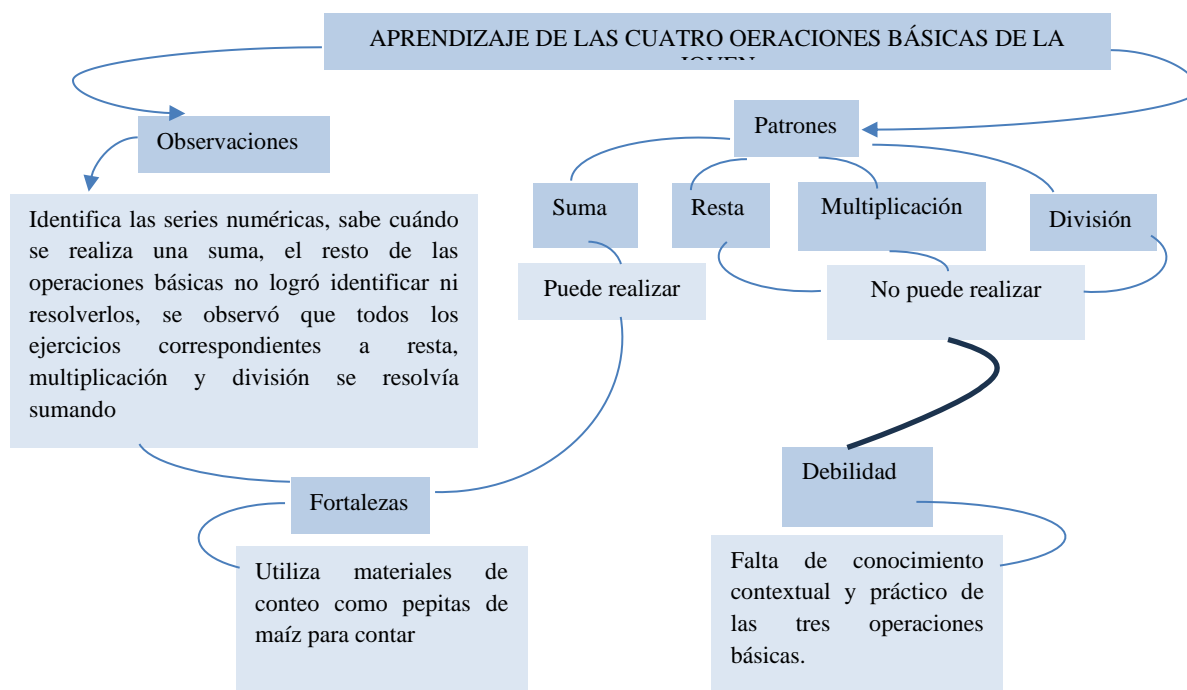 APRENDIZAJE DE LAS CUATRO OERACIONES BÁSICAS DE LA
Observaciones
Identifica las series numéricas, sabe cuándo
se realiza una suma, el resto de las
operaciones básicas no logró identificar ni
resolverlos, se observó que todos los
ejercicios correspondientes a resta,
multiplicación y división se resolvía
sumando
Patrones
Suma
Resta
Multiplicación
División
Puede realizar
No puede realizar
Fortalezas
Utiliza materiales de
conteo como pepitas de
maíz para contar
Debilidad
Falta de conocimiento
contextual y práctico de
las tres operaciones
básicas.